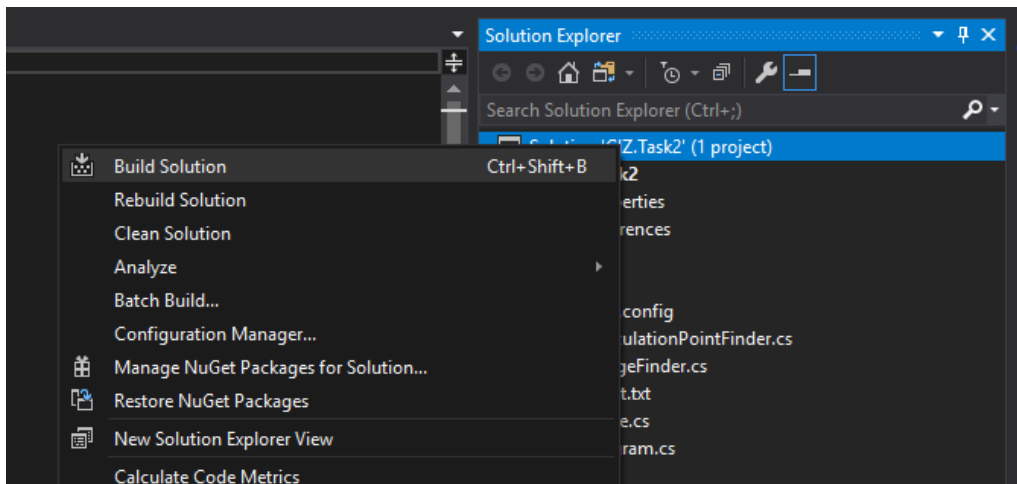 Solution Explorer
Search Solution Explorer (Ctrl+;)
Z.Task2' (1 project)
Build Solution Ctrl+Shift+B
k2
Rebuild Solution
erties
Clean Solution
rences
Analyze
Batch Build...
.config
Configuration Manager...
ulationPointFinder.cs
Manage NuGet Packages for Solution...
geFinder.cs
Restore NuGet Packages
t.txt
e.cs
New Solution Explorer View
ram.cs
Calculate Code Metrics